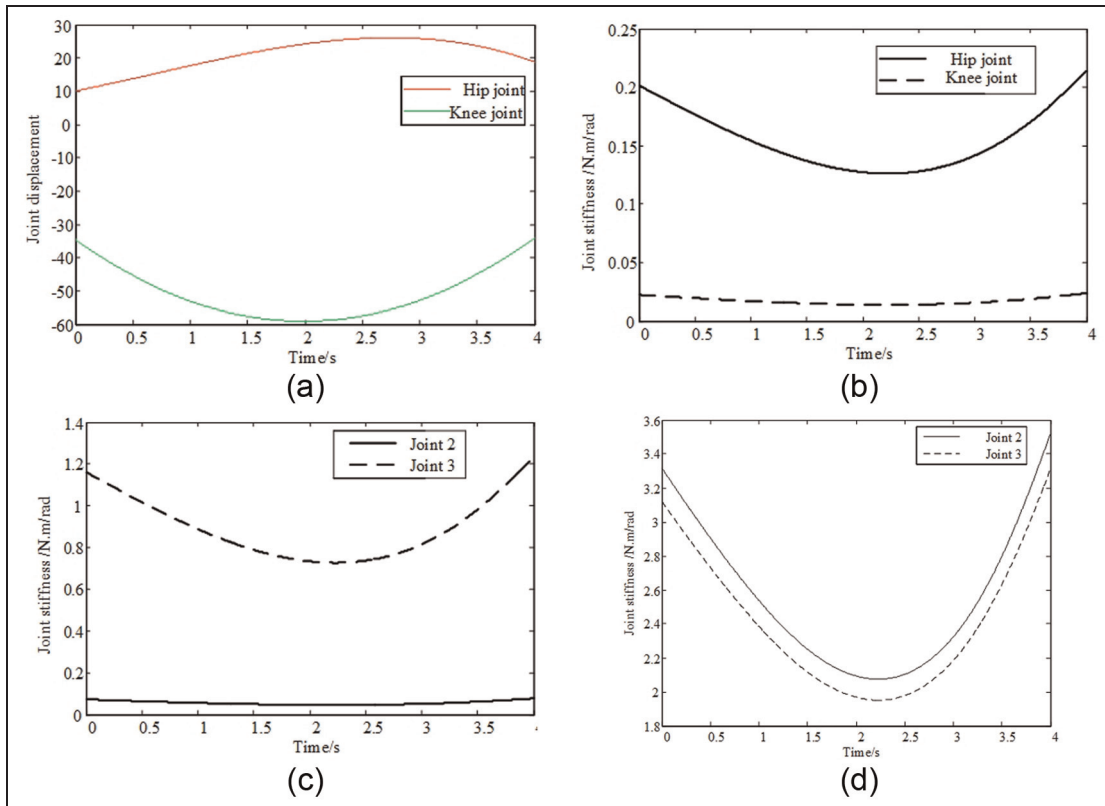 30
20
10
0
-10
-20
-30
-40
-50
-60
Joint displacement
Hip joint
Knee joint
0 0.5 1 1.5 2 2.5 3 3.5 4
Time/s
(a)
0.25
0.2
0.15
0.1
0.05
0
Joint stiffness /N.m/rad
Hip joint
Knee joint
0 0.5 1 1.5 2 2.5 3 3.5 4
Time/s
(b)
1.4
1.2
1
0.8
0.6
0.4
0.2
0
Joint stiffness /N.m/rad
Joint 2
Joint 3
0 0.5 1 1.5 2 2.5 3 3.5 4
Time/s
(c)
3.6
3.4
3.2
3
2.8
2.6
2.4
2.2
2
1.8
Joint stiffness /N.m/rad
Joint 2
Joint 3
0 0.5 1 1.5 2 2.5 3 3.5 4
Time/s
(d)